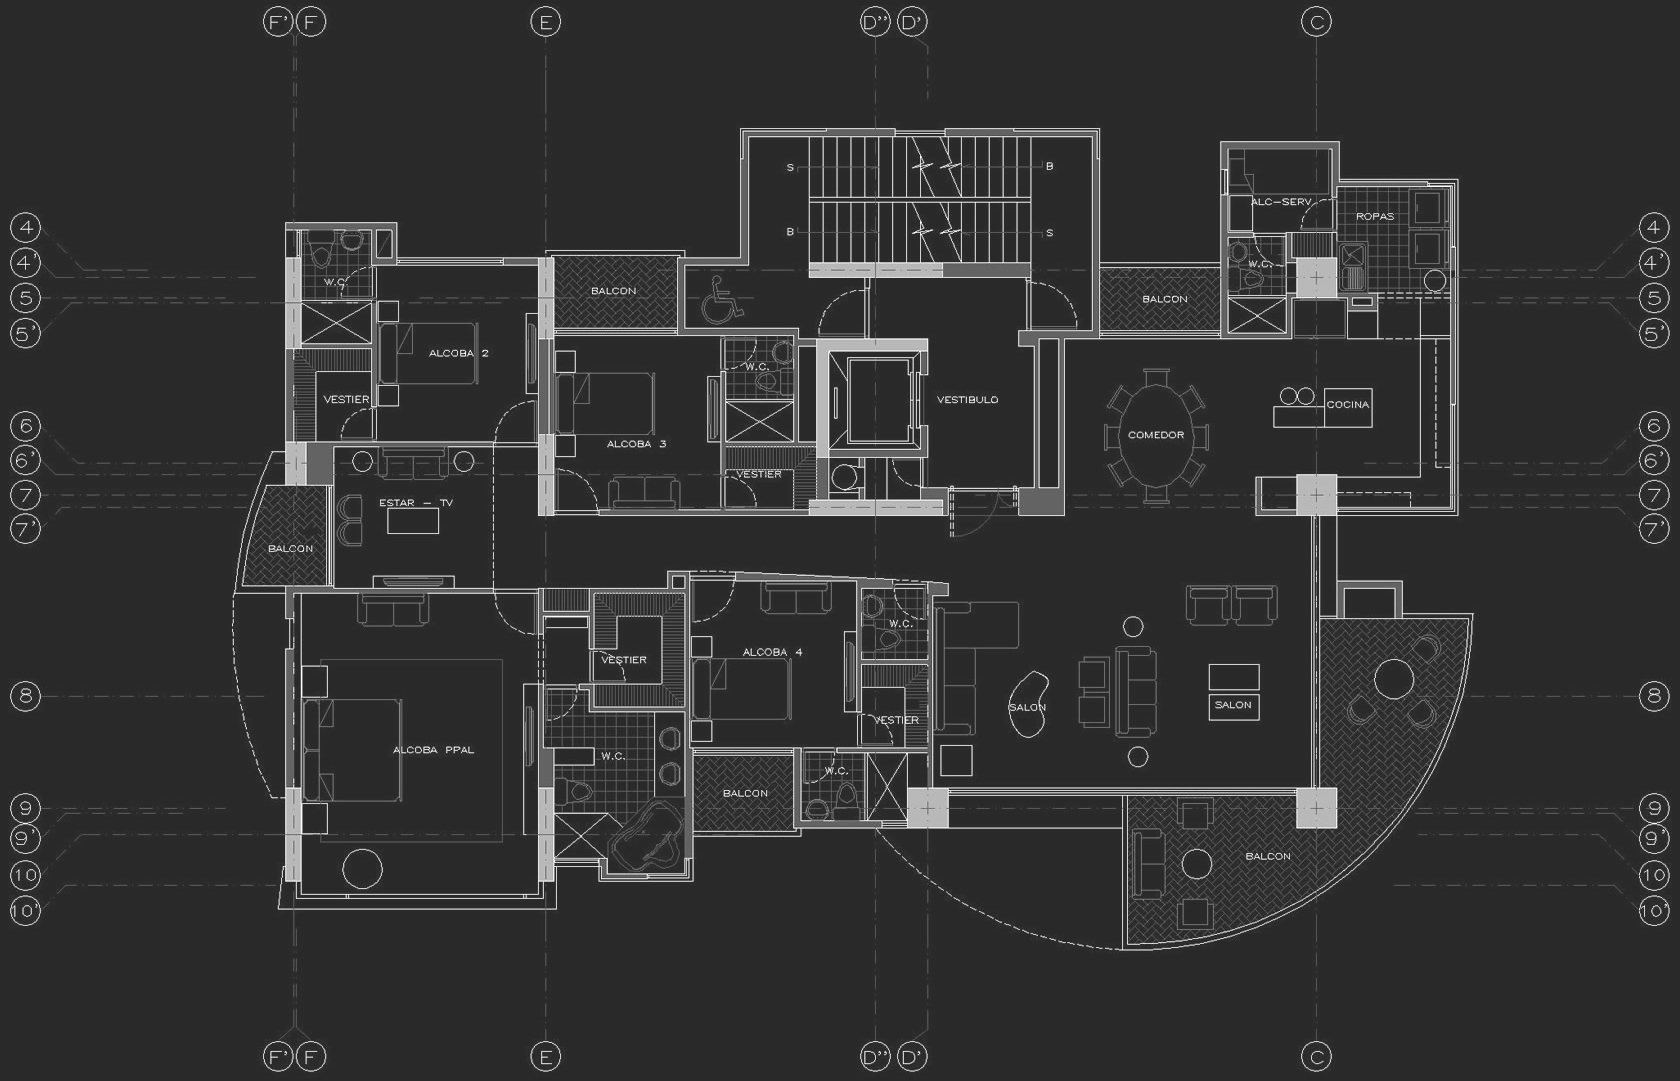 F' F E D'' D' C
S B
ALC-SERV
ROPAS
4 4
B S
4' W.C. 4'
W.C.
5 BALCON BALCON 5
5' 5'
ALCOBA 2
W.C.
VESTIER VESTIBULO COCINA
6 COMEDOR 6
ALCOBA 3
6' 6'
VESTIER
7 7
ESTAR - TV
7' 7'
BALCON
W.C.
VESTIER ALCOBA 4
8 8
SALON SALON
VESTIER
ALCOBA PPAL W.C.
W.C.
BALCON
9 9
9' 9'
BALCON
10 10
10' 10'
F' F E D'' D' C